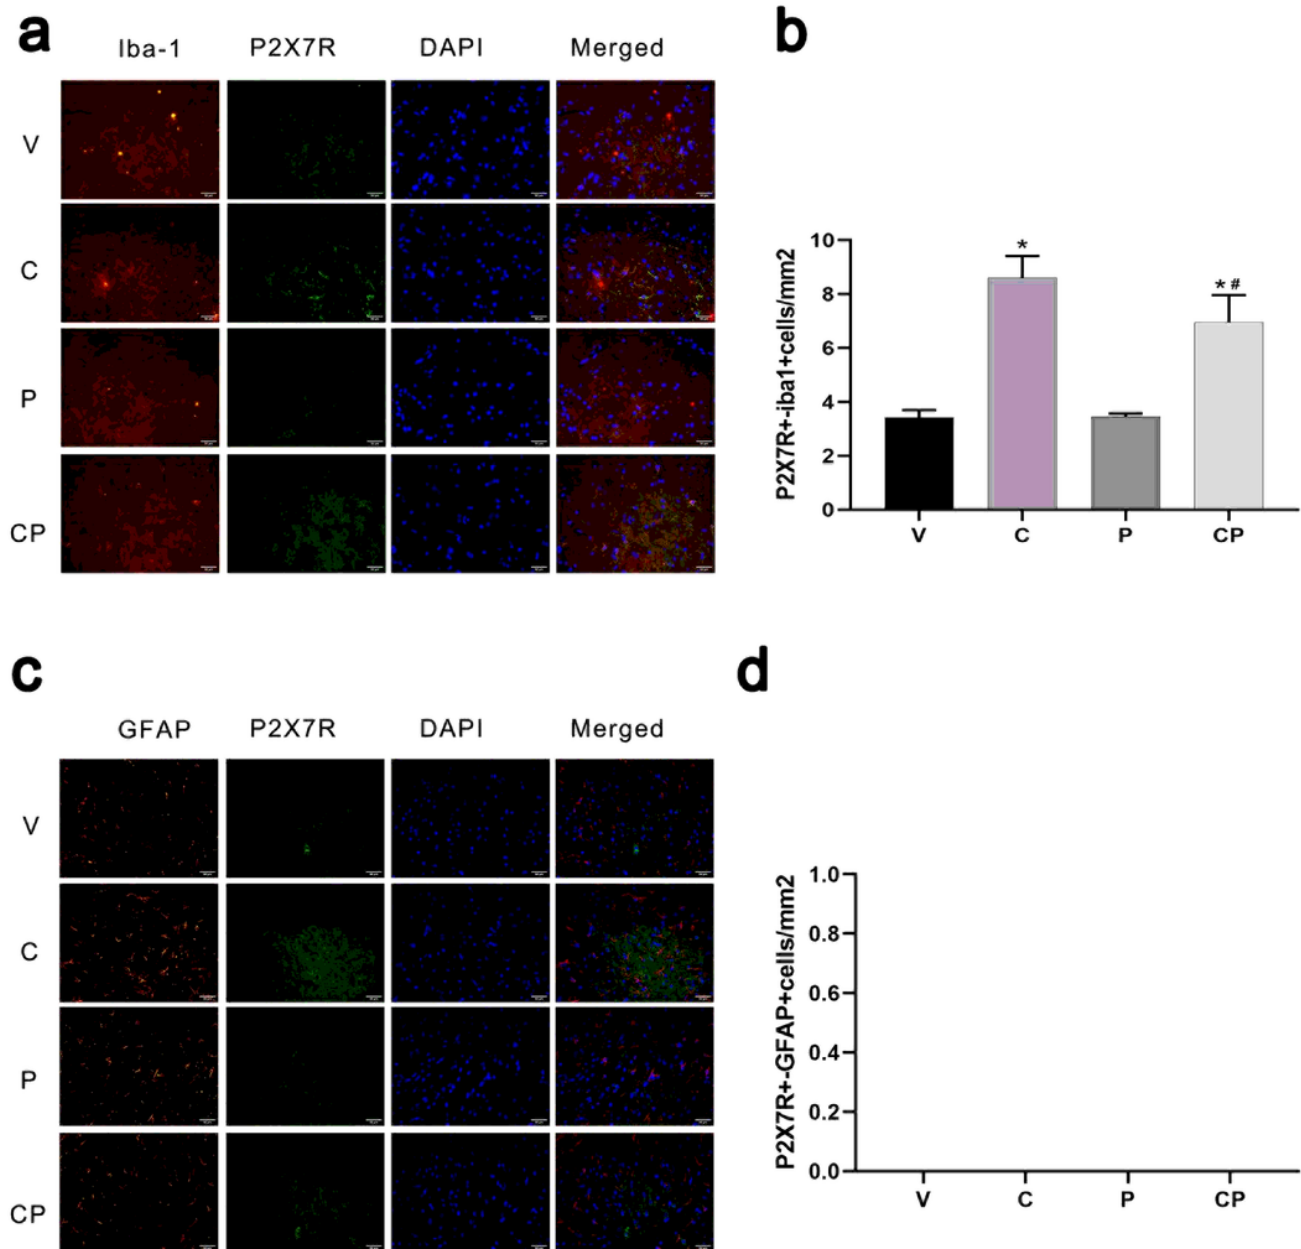 a
Iba-1 P2X7R DAPI Merged
V
C
P
CP
b
P2X7R+-iba1+cells/mm2
10
8
6
4
2
0
*
*#
V C P CP
c
GFAP P2X7R DAPI Merged
V
C
P
CP
d
P2X7R+-GFAP+cells/mm2
1.0
0.8
0.6
0.4
0.2
0.0
V C P CP